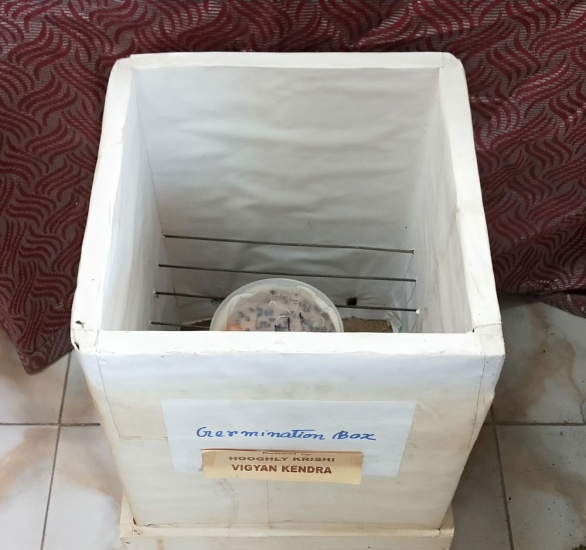 Germination Box
HOOGHLY KRISHI
VIGYAN KENDRA